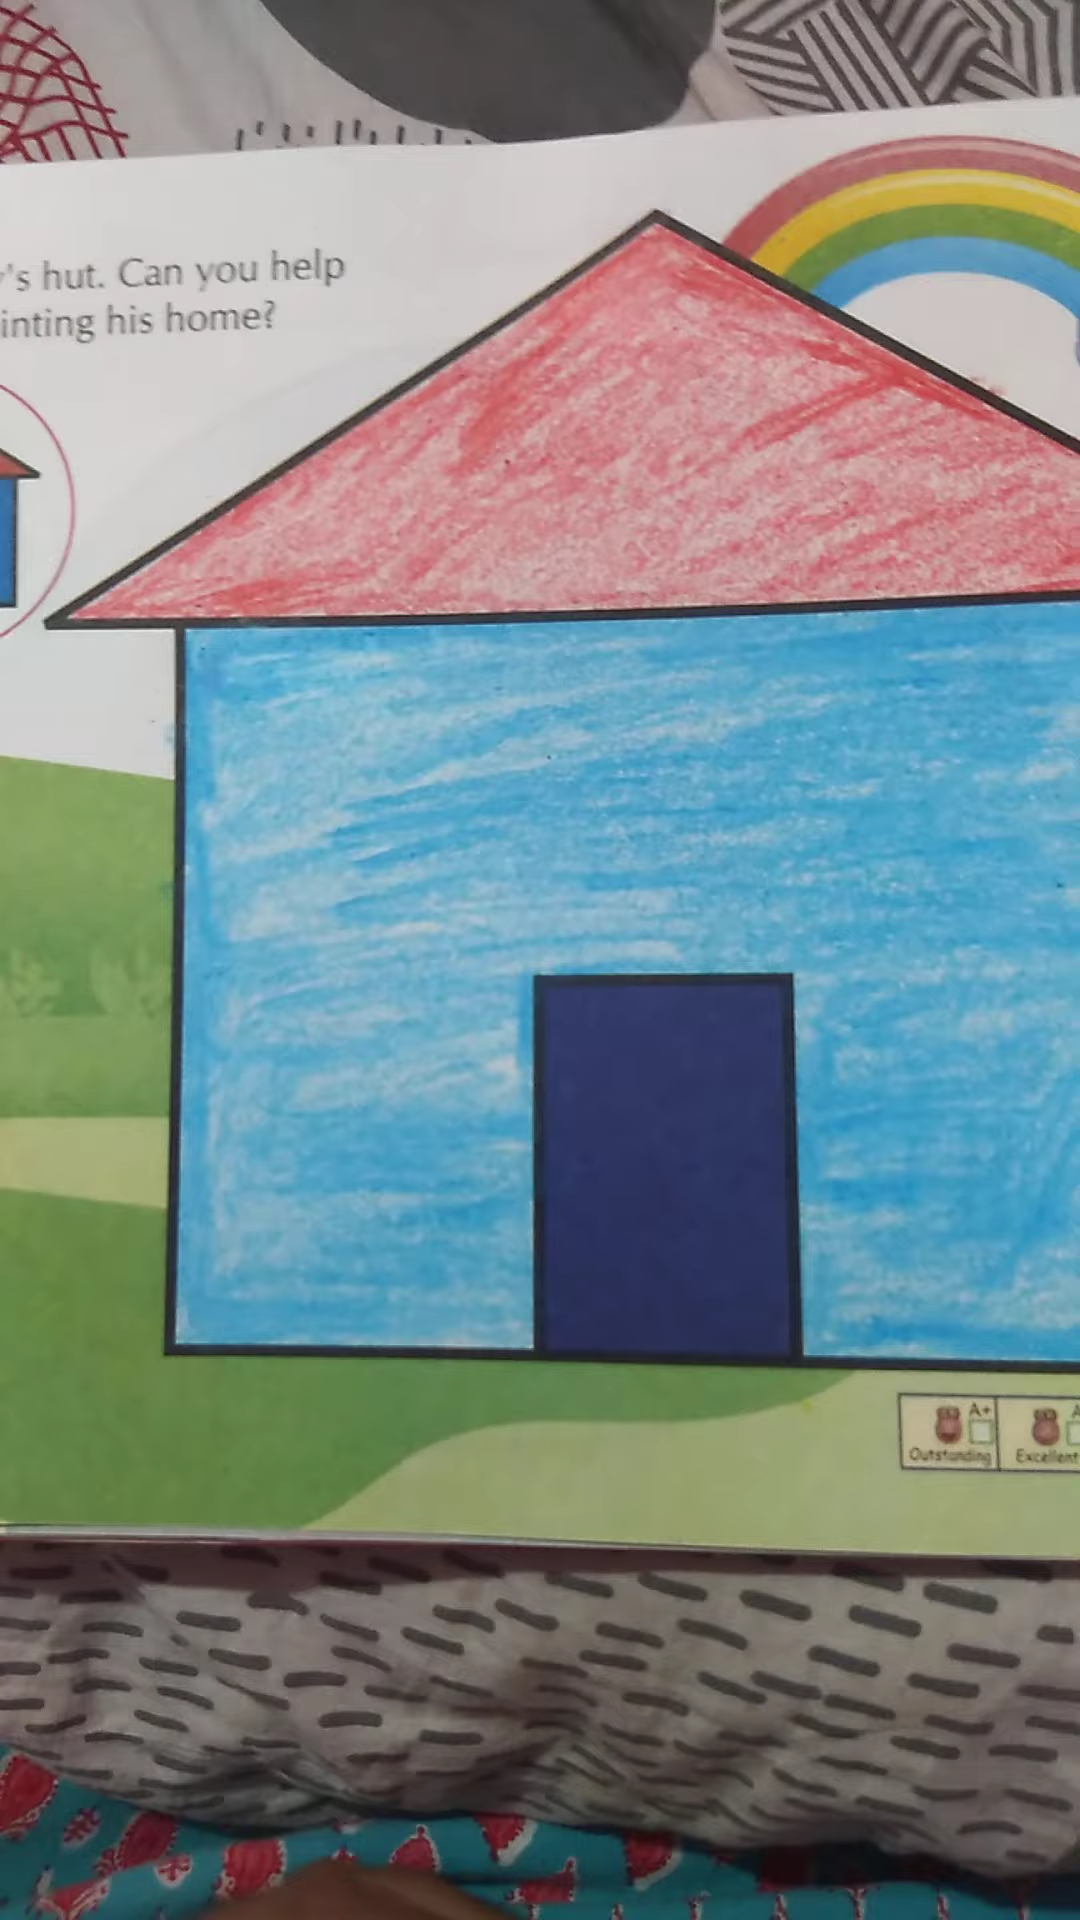 's hut. Can you help
inting his home?
A+
Outstanding
Excellent